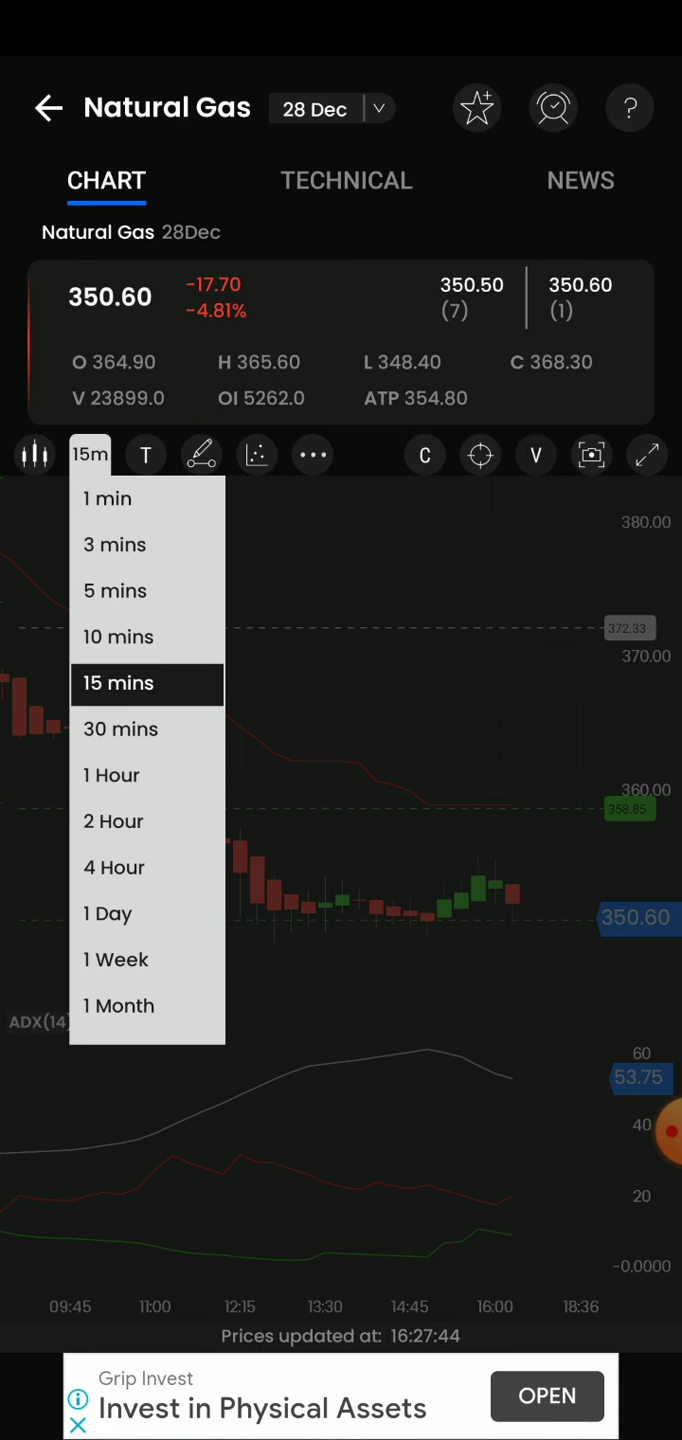 Natural Gas 28 Dec ?
CHART TECHNICAL NEWS
Natural Gas 28Dec
350.60 -17.70 -4.81% 350.50 (7) 350.60 (1)
O 364.90 H 365.60 L 348.40 C 368.30
V 23899.0 OI 5262.0 ATP 354.80
15m T C V
1 min
3 mins
5 mins
10 mins
15 mins
30 mins
1 Hour
2 Hour
4 Hour
1 Day
1 Week
1 Month
380.00
372.33
370.00
360.00
358.85
350.60
ADX(14)
60
53.75
40
20
-0.0000
09:45 11:00 12:15 13:30 14:45 16:00 18:36
Prices updated at: 16:27:44
Grip Invest
Invest in Physical Assets
OPEN